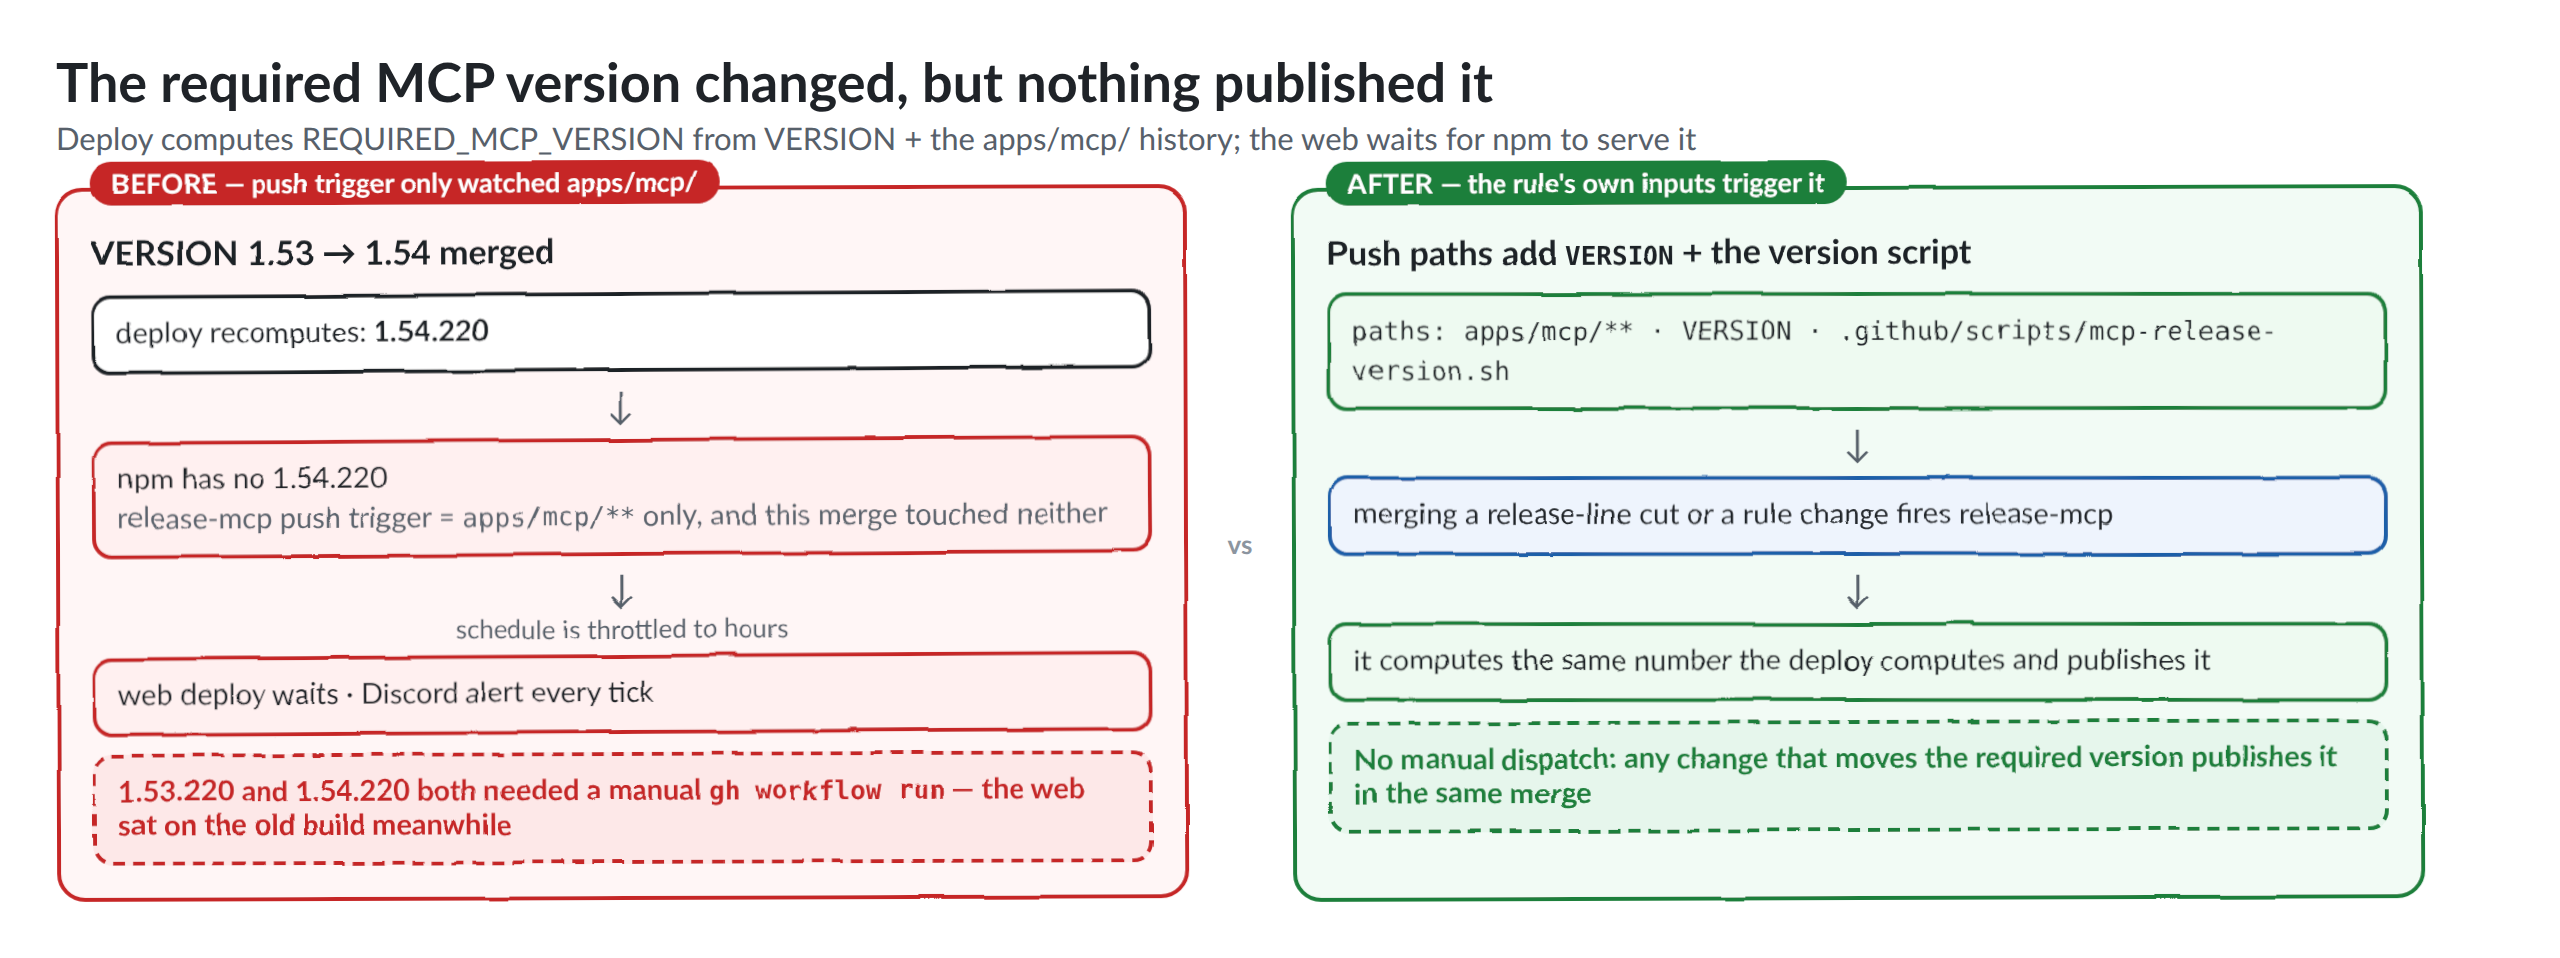 The required MCP version changed, but nothing published it
Deploy computes REQUIRED_MCP_VERSION from VERSION + the apps/mcp/ history; the web waits for npm to serve it
BEFORE — push trigger only watched apps/mcp/
VERSION 1.53 → 1.54 merged
deploy recomputes: 1.54.220
↓
npm has no 1.54.220
release-mcp push trigger = apps/mcp/** only, and this merge touched neither
↓
schedule is throttled to hours
web deploy waits · Discord alert every tick
1.53.220 and 1.54.220 both needed a manual gh workflow run — the web
sat on the old build meanwhile
vs
AFTER — the rule's own inputs trigger it
Push paths add VERSION + the version script
paths: apps/mcp/** · VERSION · .github/scripts/mcp-release-
version.sh
↓
merging a release-line cut or a rule change fires release-mcp
↓
it computes the same number the deploy computes and publishes it
No manual dispatch: any change that moves the required version publishes it
in the same merge